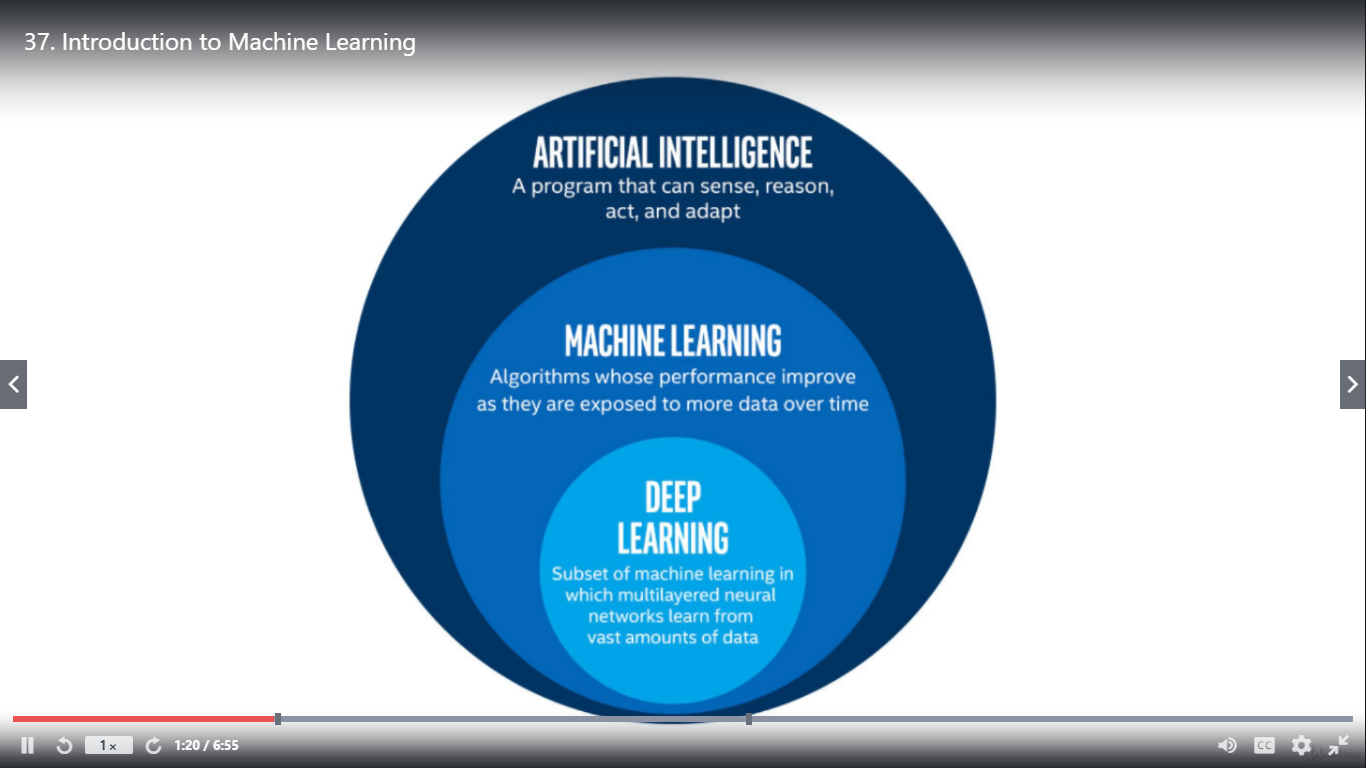 37. Introduction to Machine Learning
ARTIFICIAL INTELLIGENCE
A program that can sense, reason,
act, and adapt
MACHINE LEARNING
Algorithms whose performance improve
as they are exposed to more data over time
DEEP
LEARNING
Subset of machine learning in
which multilayered neural
networks learn from
vast amounts of data
1x
1:20 / 6:55
CC